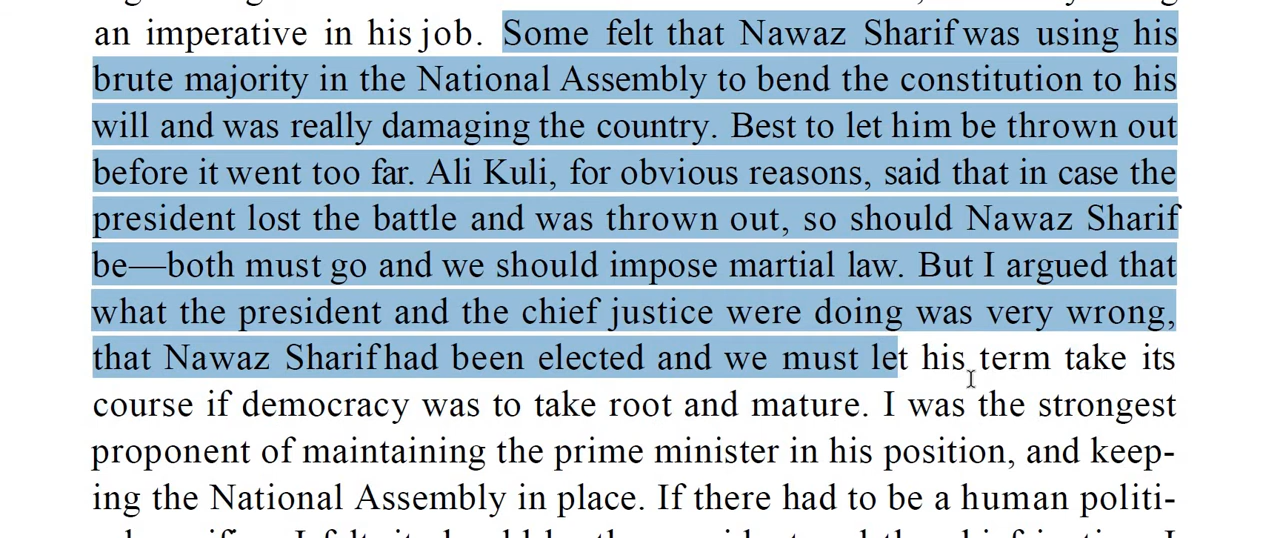 an imperative in his job. Some felt that Nawaz Sharif was using his
brute majority in the National Assembly to bend the constitution to his
will and was really damaging the country. Best to let him be thrown out
before it went too far. Ali Kuli, for obvious reasons, said that in case the
president lost the battle and was thrown out, so should Nawaz Sharif
be—both must go and we should impose martial law. But I argued that
what the president and the chief justice were doing was very wrong,
that Nawaz Sharif had been elected and we must let his term take its
course if democracy was to take root and mature. I was the strongest
proponent of maintaining the prime minister in his position, and keep-
ing the National Assembly in place. If there had to be a human politi-